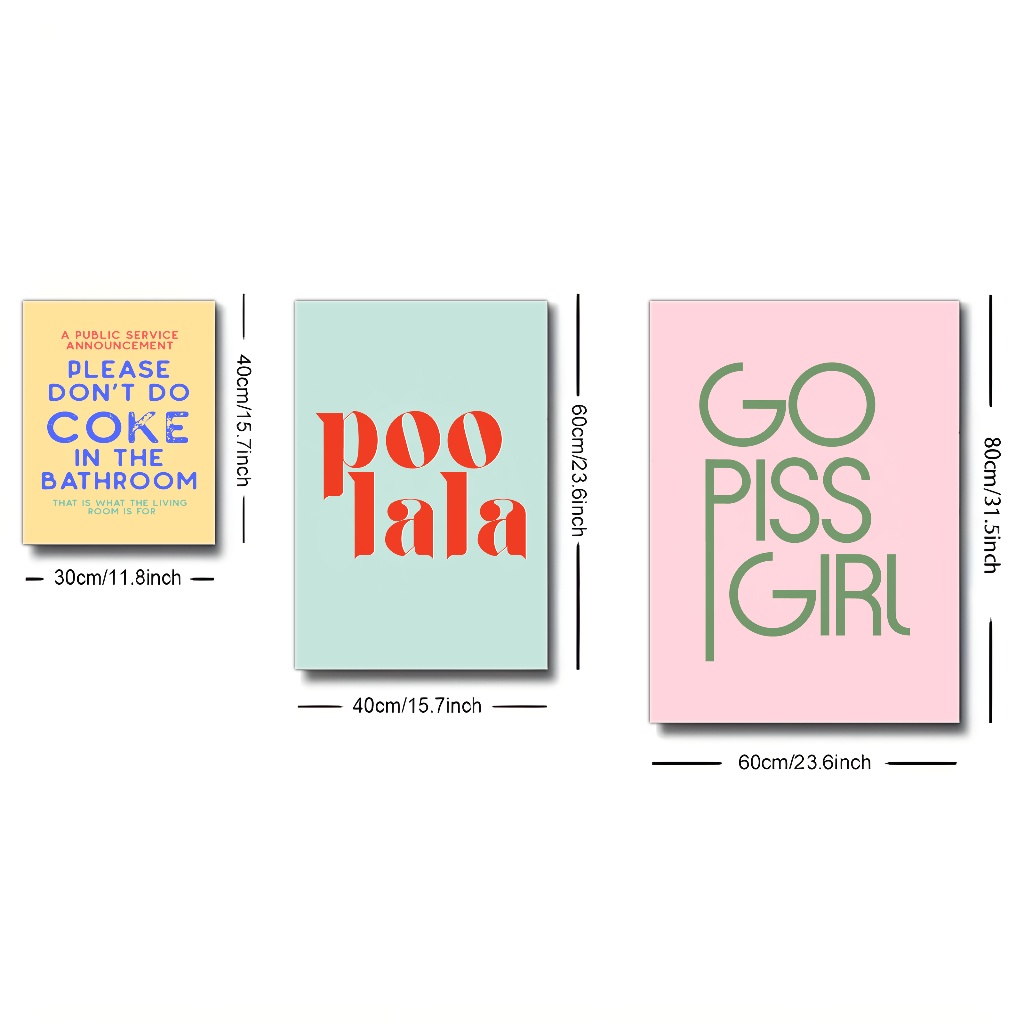 A PUBLIC SERVICE
ANNOUNCEMENT
PLEASE
DON'T DO
COKE
IN THE
BATHROOM
THAT IS WHAT THE LIVING
ROOM IS FOR
40cm/15.7inch
30cm/11.8inch
poo
lala
60cm/23.6inch
40cm/15.7inch
GO
PISS
GIRL
80cm/31.5inch
60cm/23.6inch